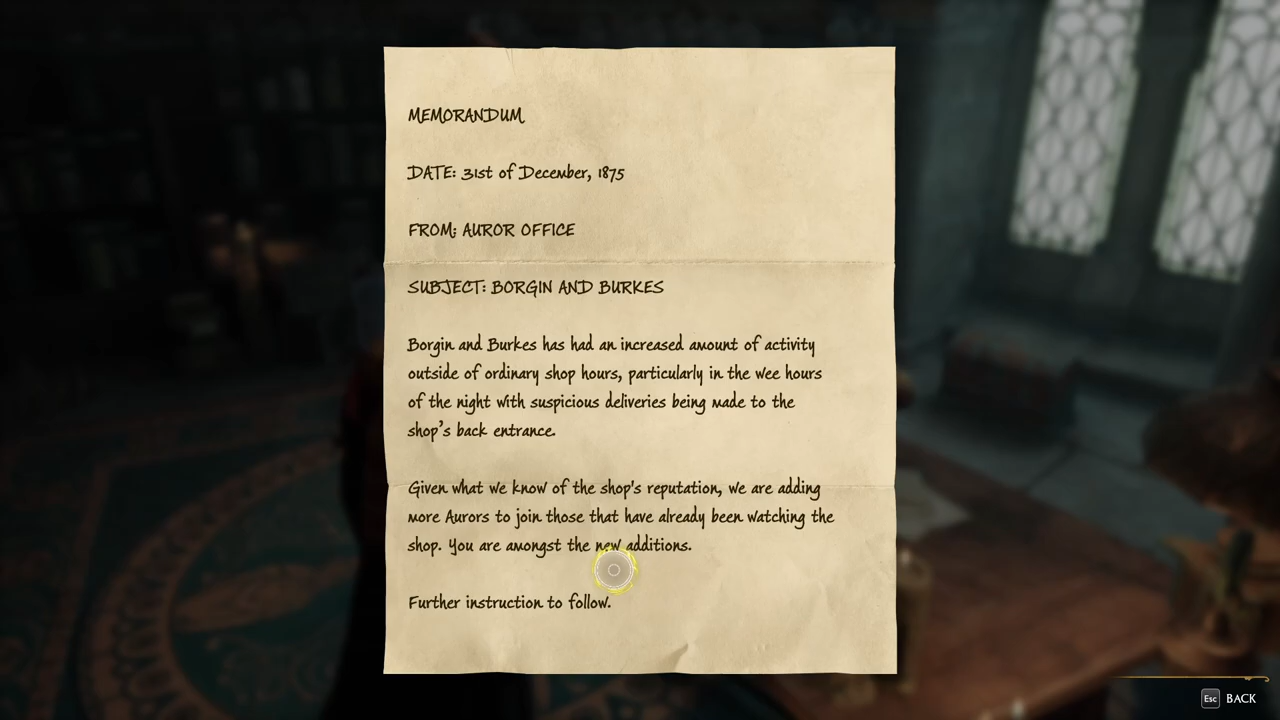 MEMORANDUM
DATE: 31st of December, 1875
FROM: AUROR OFFICE
SUBJECT: BORGIN AND BURKES
Borgin and Burkes has had an increased amount of activity
outside of ordinary shop hours, particularly in the wee hours
of the night with suspicious deliveries being made to the
shop's back entrance.
Given what we know of the shop's reputation, we are adding
more Aurors to join those that have already been watching the
shop. You are amongst the new additions.
Further instruction to follow.
Esc BACK